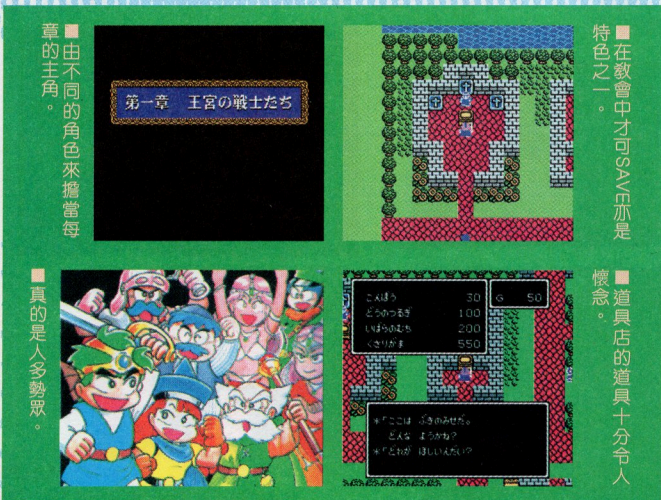 ■由不同的角色來擔當每
章的主角。
第一章　王宮の戦士たち
■在教會中才可SAVE亦是
特色之一。
■真的是人多勢眾。
こんぼう 30
どうのつるぎ 100
いばらのむち 200
くさりがま 550
G 50
*「ここは ぶきのみせだ。
どんな ようかね?
*「どれが ほしいんだい?
■道具店的道具十分令人
懷念。